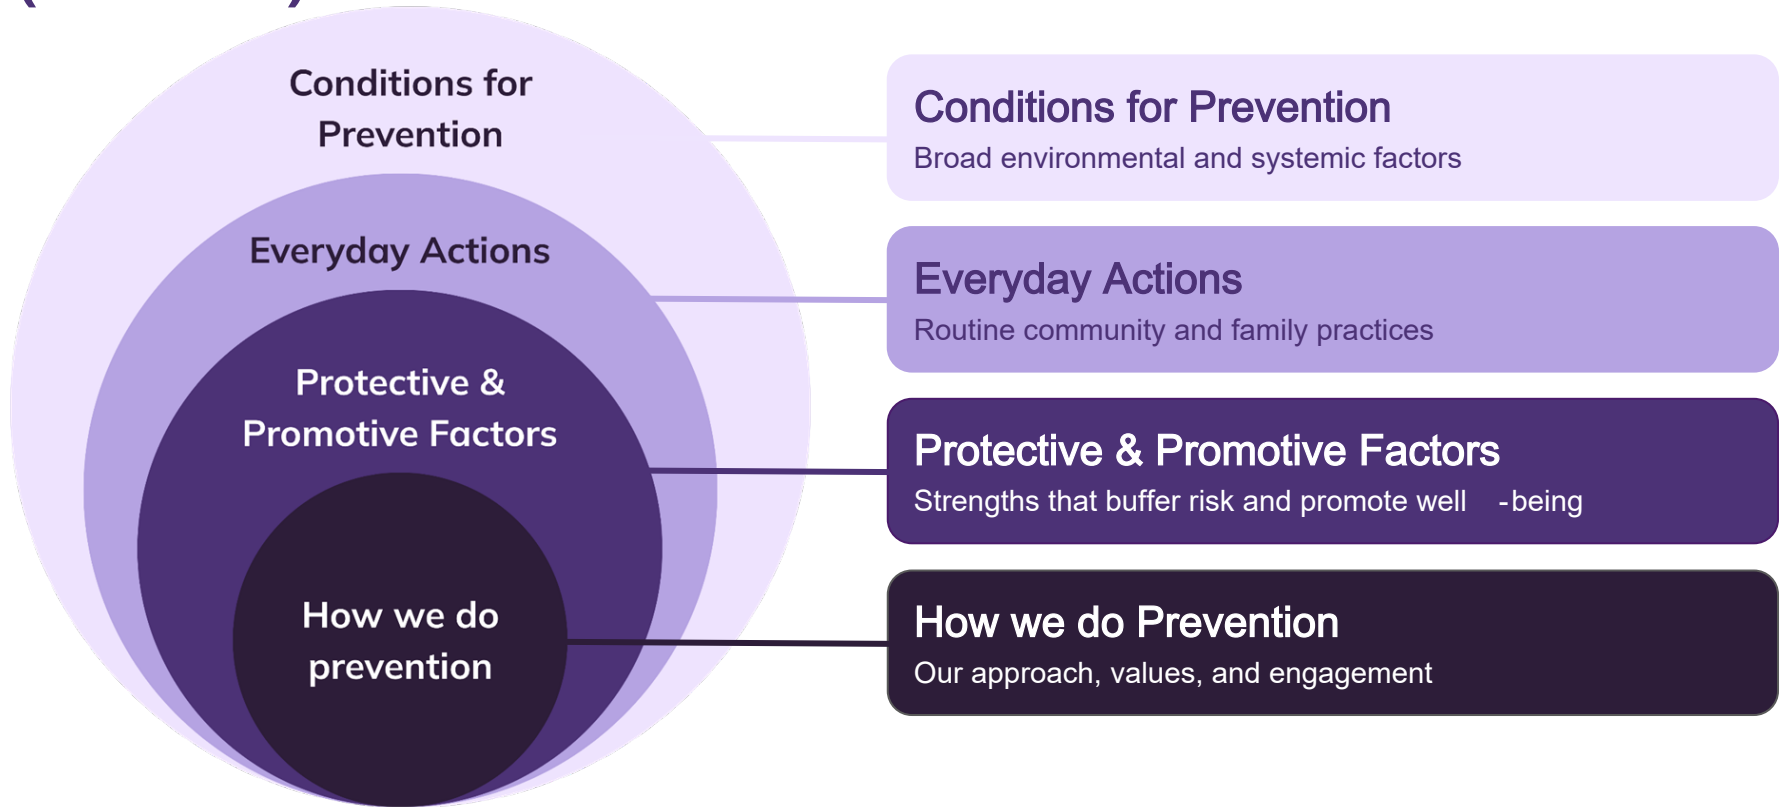 Conditions for
Prevention
Everyday Actions
Protective &
Promotive Factors
How we do
prevention
Conditions for Prevention
Broad environmental and systemic factors
Everyday Actions
Routine community and family practices
Protective & Promotive Factors
Strengths that buffer risk and promote well -being
How we do Prevention
Our approach, values, and engagement